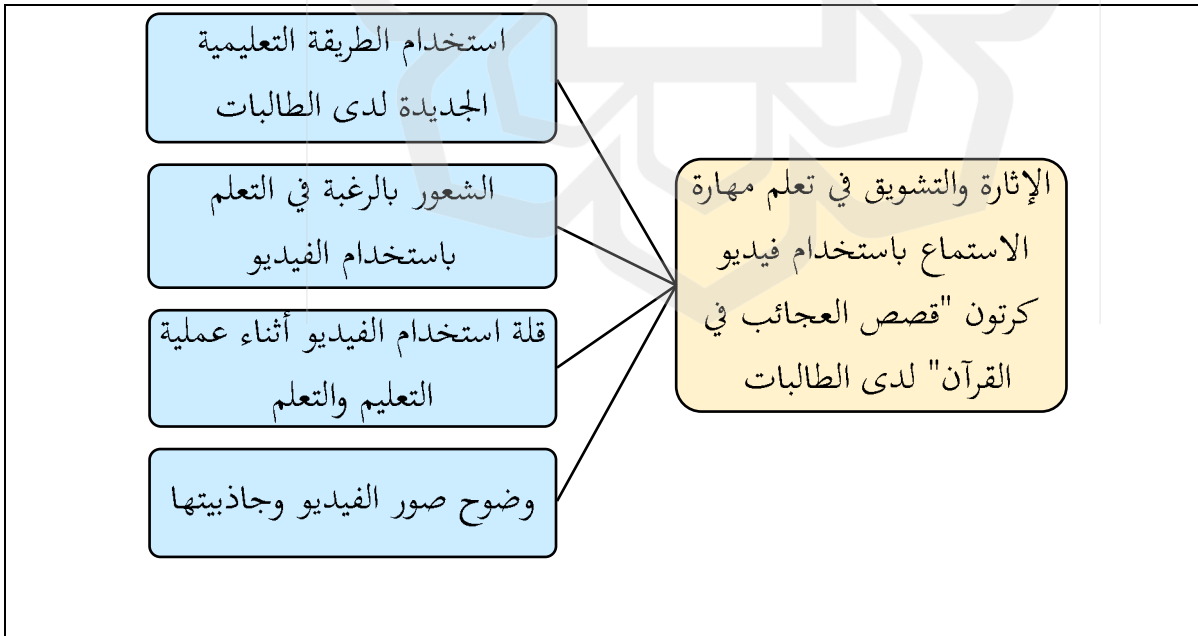 الإثارة والتشويق في تعلم مهارة
الاستماع باستخدام فيديو
كرتون "قصص العجائب في
القرآن" لدى الطالبات
استخدام الطريقة التعليمية
الجديدة لدى الطالبات
الشعور بالرغبة في التعلم
باستخدام الفيديو
قلة استخدام الفيديو أثناء عملية
التعليم والتعلم
وضوح صور الفيديو وجاذبيتها